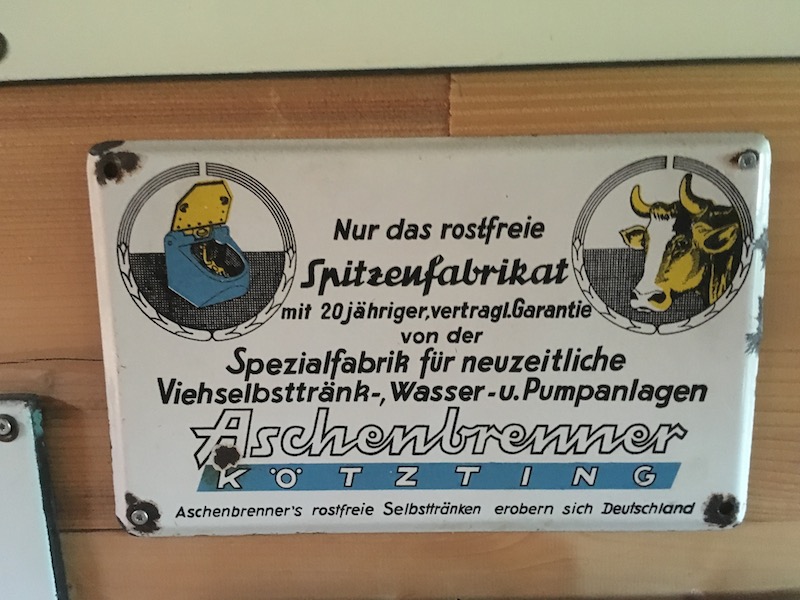 Nur das rostfreie
Spitzenfabrikat
mit 20jähriger, vertragl. Garantie
von der
Spezialfabrik für neuzeitliche
Viehselbsttränk-, Wasser- u. Pumpanlagen
Aschenbrenner
KÖTZTING
Aschenbrenner's rostfreie Selbsttränken erobern sich Deutschland